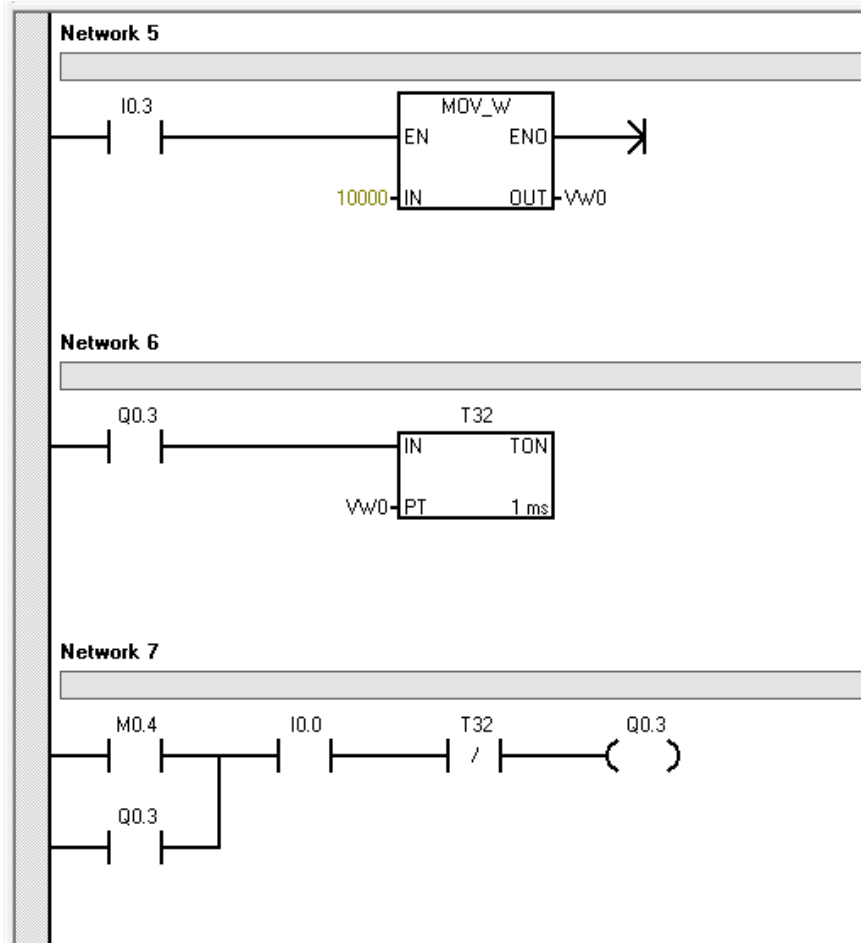 Network 5
I0.3
MOV_W
EN ENO
10000 IN OUT VW0
Network 6
Q0.3 T32
IN TON
VW0 PT 1 ms
Network 7
M0.4 I0.0 T32 Q0.3
/
Q0.3